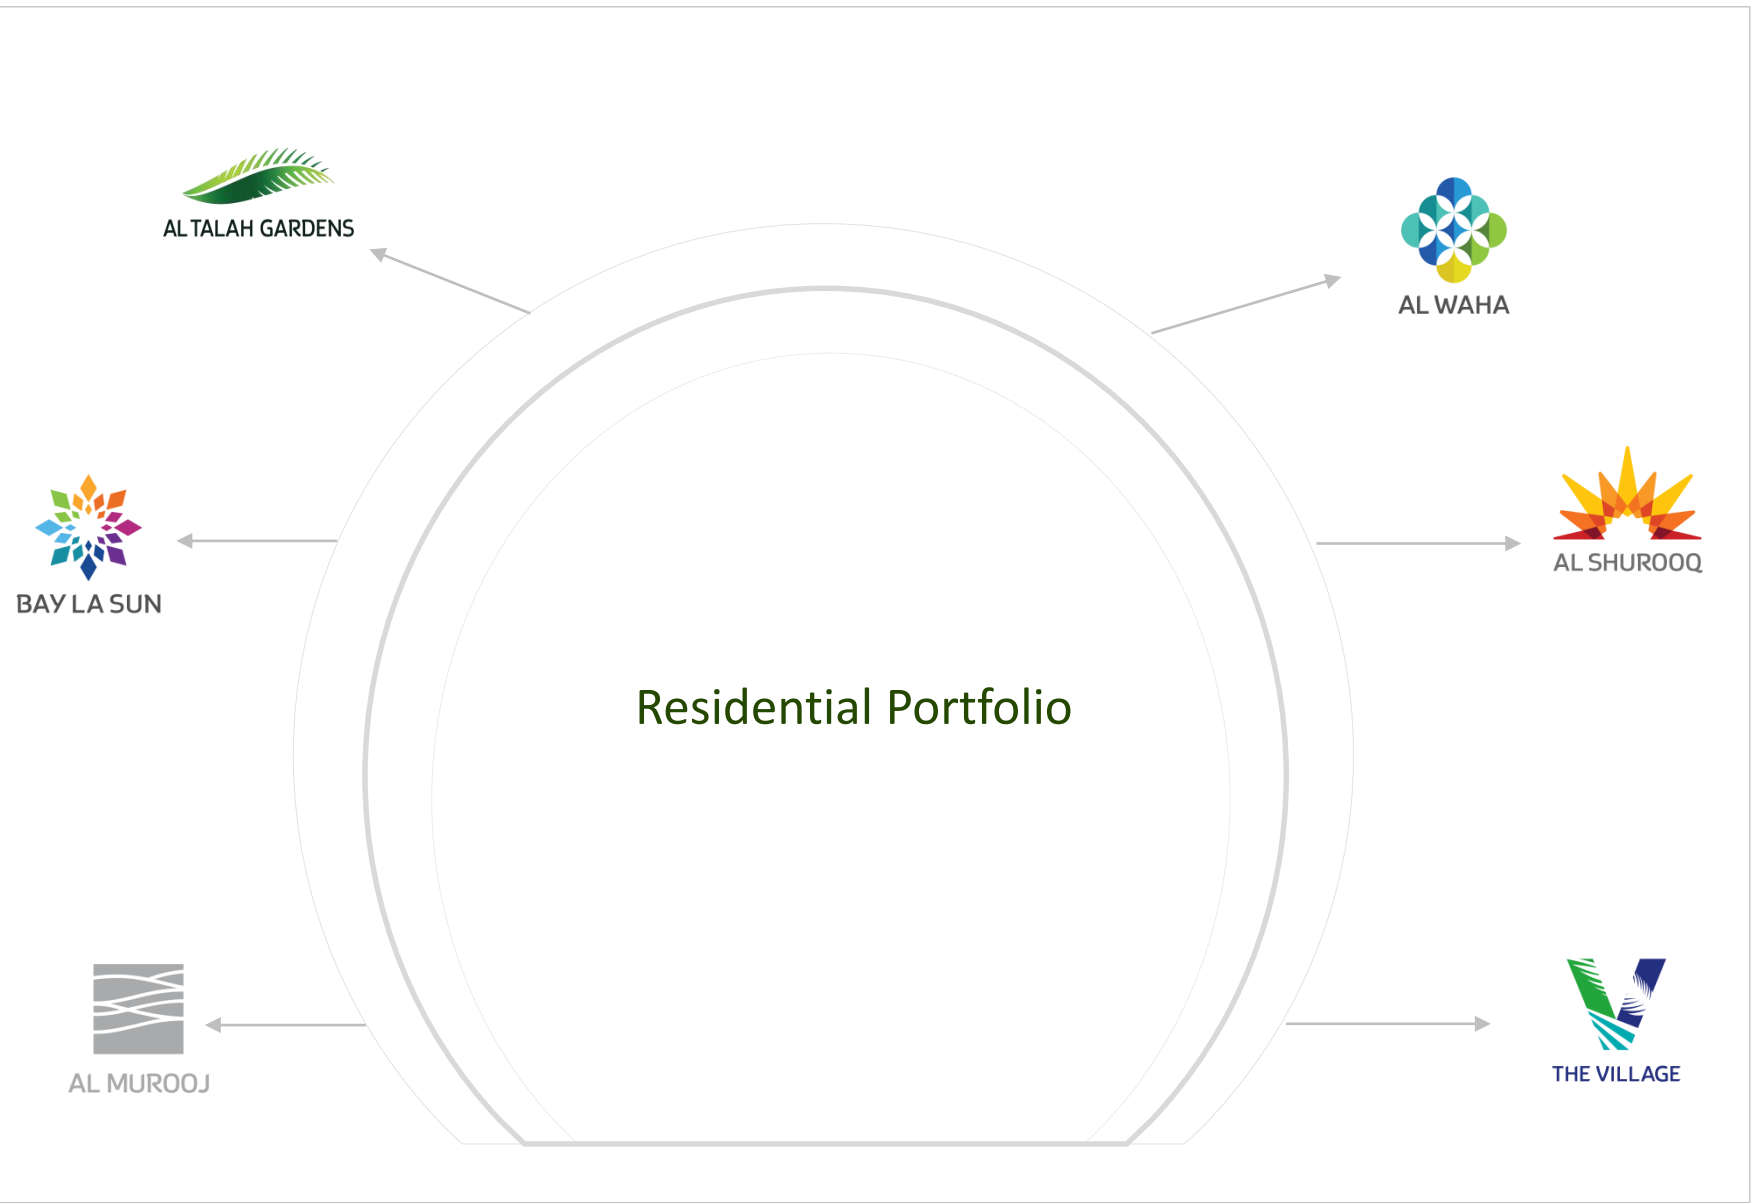 AL TALAH GARDENS
AL WAHA
BAY LA SUN
AL SHUROOQ
Residential Portfolio
AL MUROOJ
THE VILLAGE